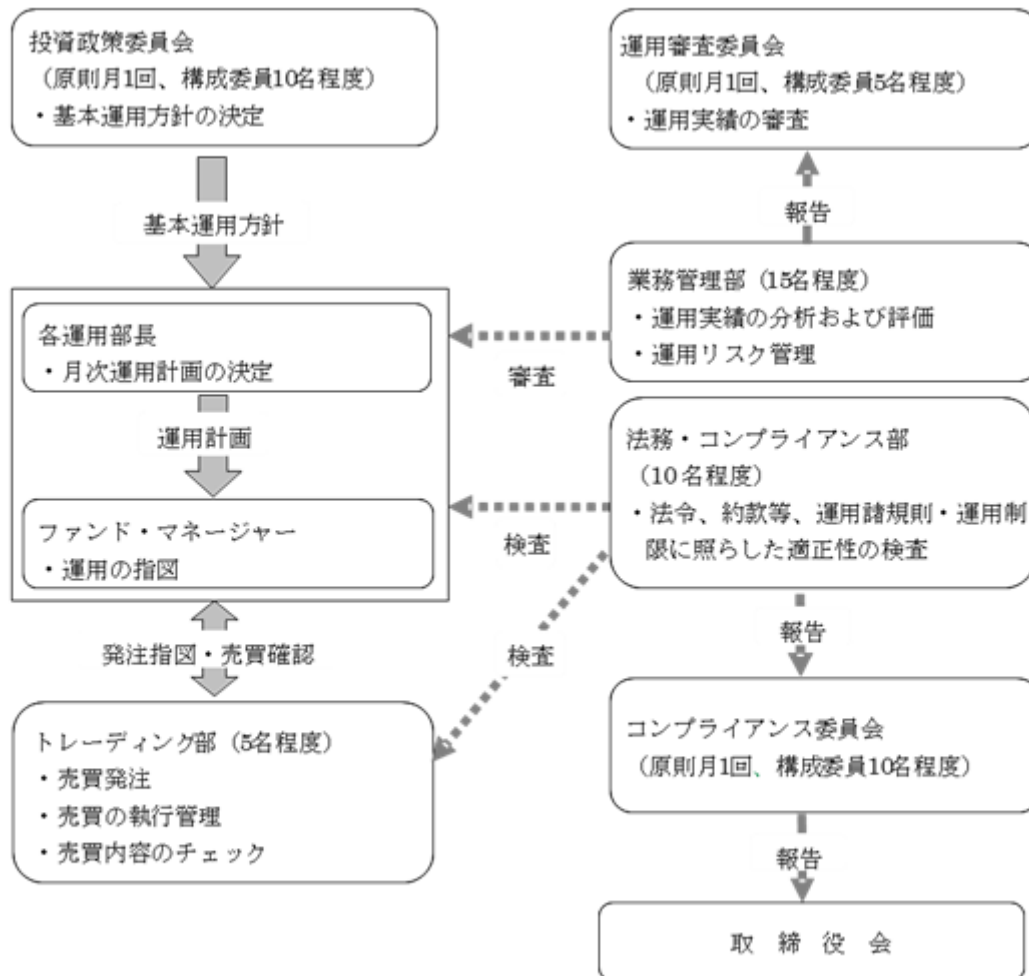 投資政策委員会
（原則月1回、構成委員10名程度）
・基本運用方針の決定
基本運用方針
各運用部長
・月次運用計画の決定
運用計画
ファンド・マネージャー
・運用の指図
発注指図・売買確認
トレーディング部（5名程度）
・売買発注
・売買の執行管理
・売買内容のチェック
運用審査委員会
（原則月1回、構成委員5名程度）
・運用実績の審査
報告
業務管理部（15名程度）
・運用実績の分析および評価
・運用リスク管理
審査
法務・コンプライアンス部
（10名程度）
・法令、約款等、運用諸規則・運用制
限に照らした適正性の検査
検査
検査
報告
コンプライアンス委員会
（原則月1回、構成委員10名程度）
報告
取 締 役 会